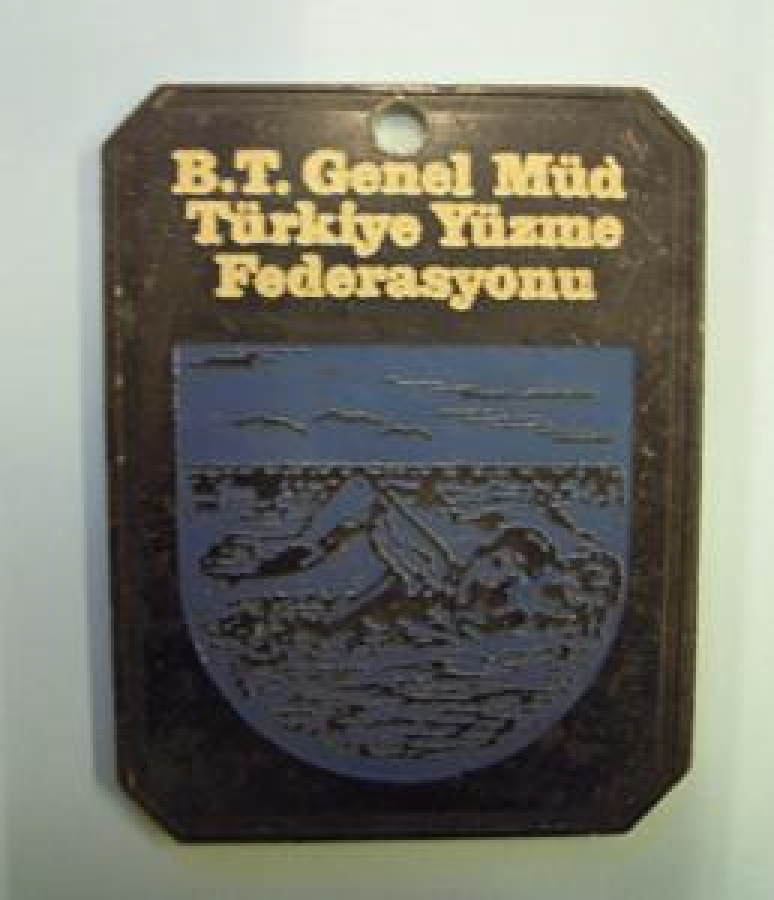 B.T. Genel Müd
Türkiye Yüzme
Federasyonu